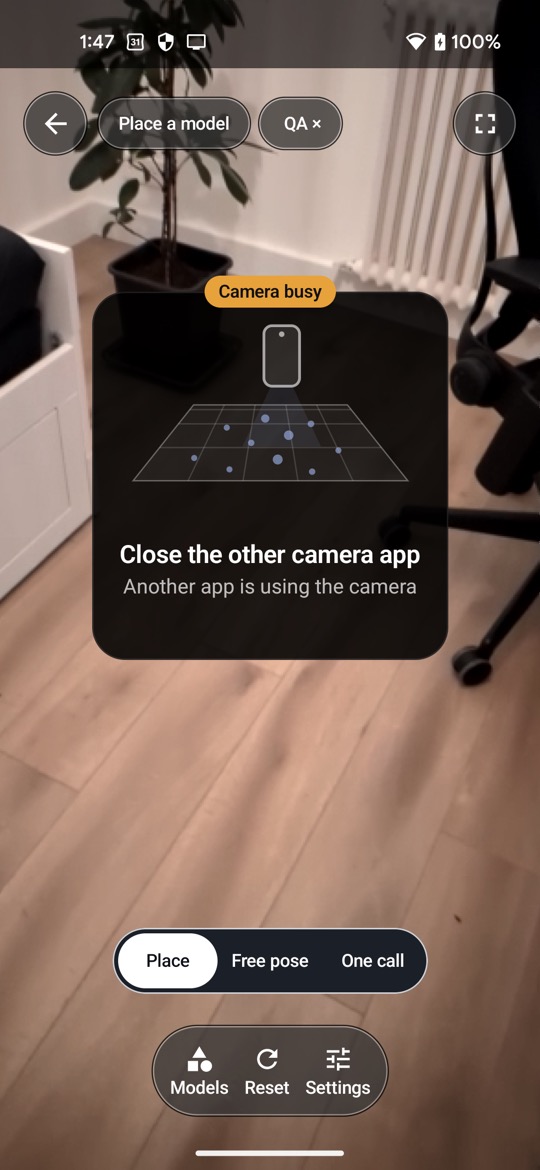 1:47
31
100%
Place a model
QA ×
Camera busy
Close the other camera app
Another app is using the camera
Place
Free pose
One call
Models
Reset
Settings